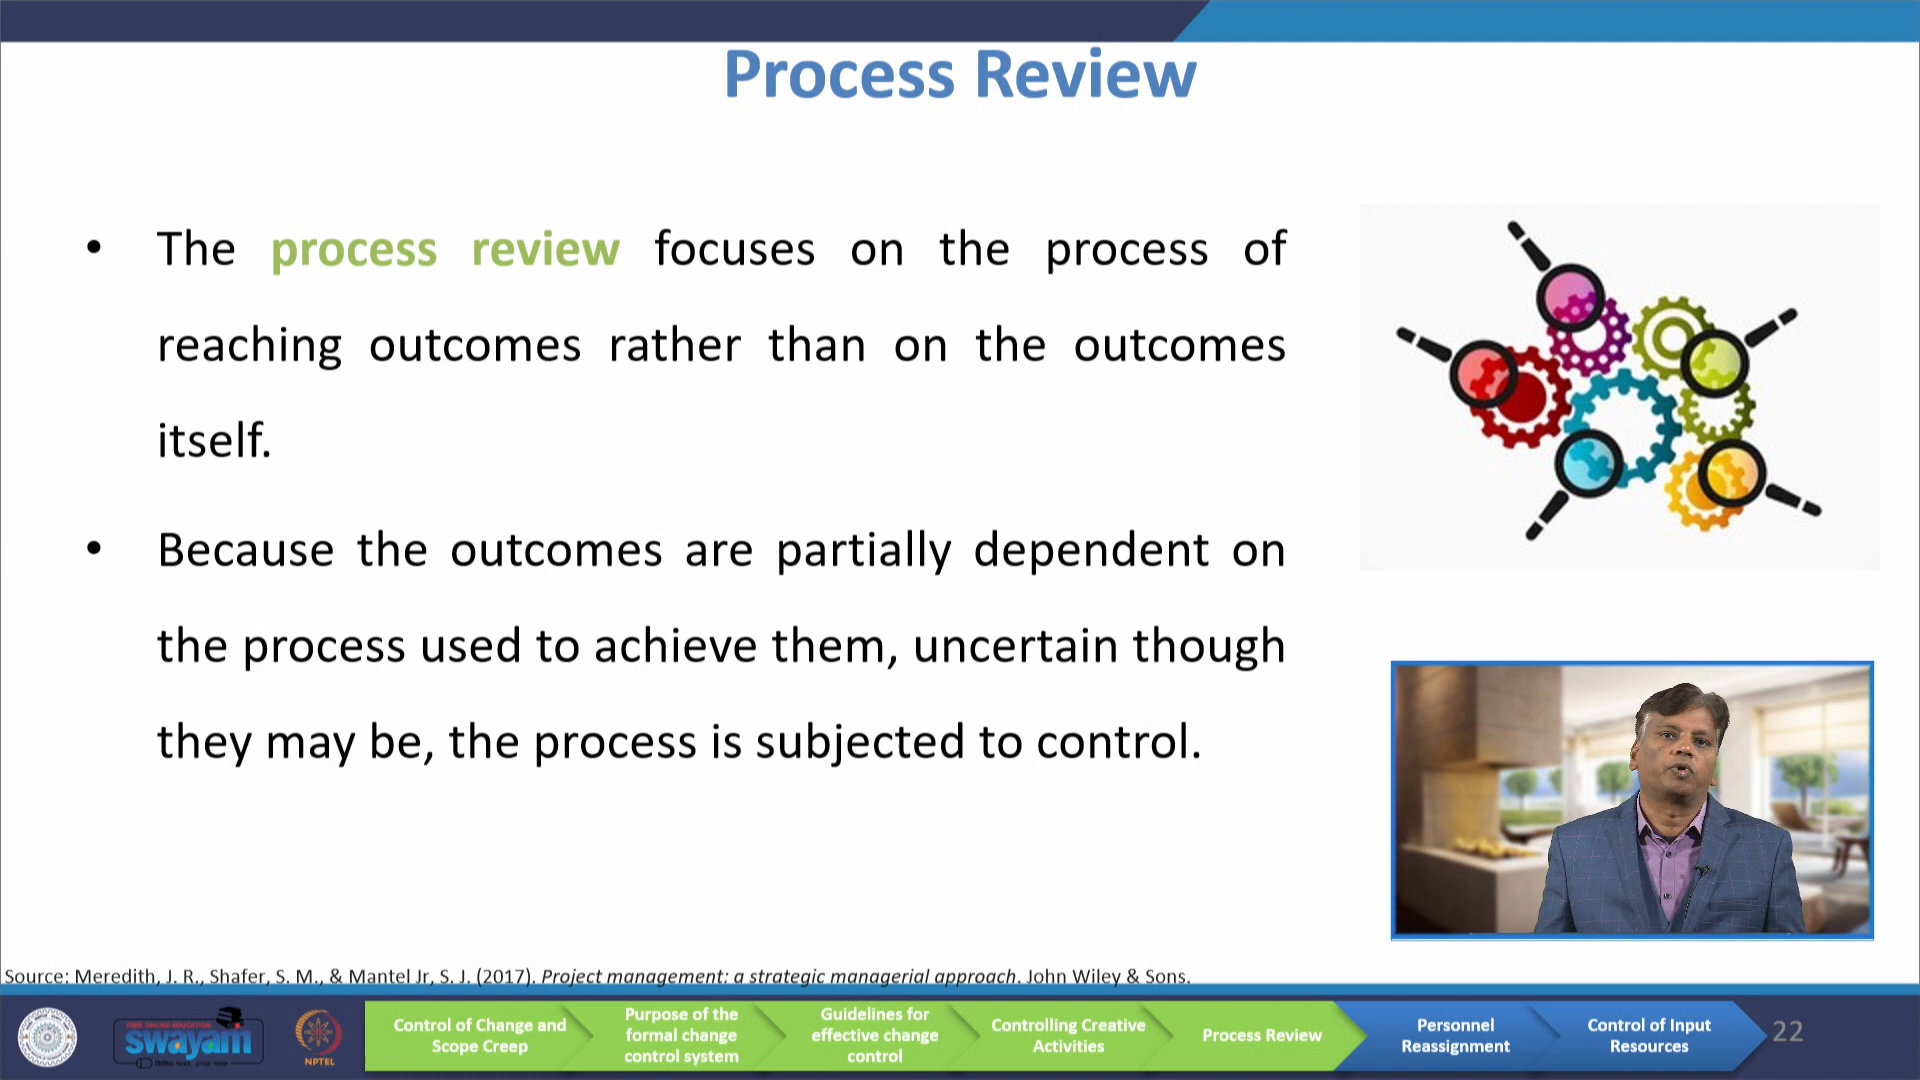 Process Review
• The process review focuses on the process of
reaching outcomes rather than on the outcomes
itself.
• Because the outcomes are partially dependent on
the process used to achieve them, uncertain though
they may be, the process is subjected to control.
Source: Meredith, J. R., Shafer, S. M., & Mantel Jr, S. J. (2017). Project management: a strategic managerial approach. John Wiley & Sons.
FREE ONLINE EDUCATION
swayam
NPTEL
Control of Change and
Scope Creep
Purpose of the
formal change
control system
Guidelines for
effective change
control
Controlling Creative
Activities
Process Review
Personnel
Reassignment
Control of Input
Resources
22